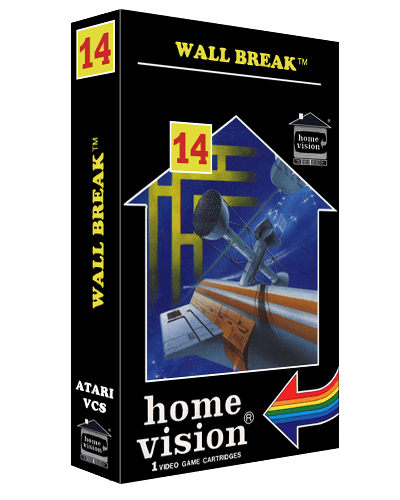 14
WALL BREAK™
ATARI
VCS
home
vision
WALL BREAK™
home
vision
14
home
vision®
1 VIDEO GAME CARTRIDGES